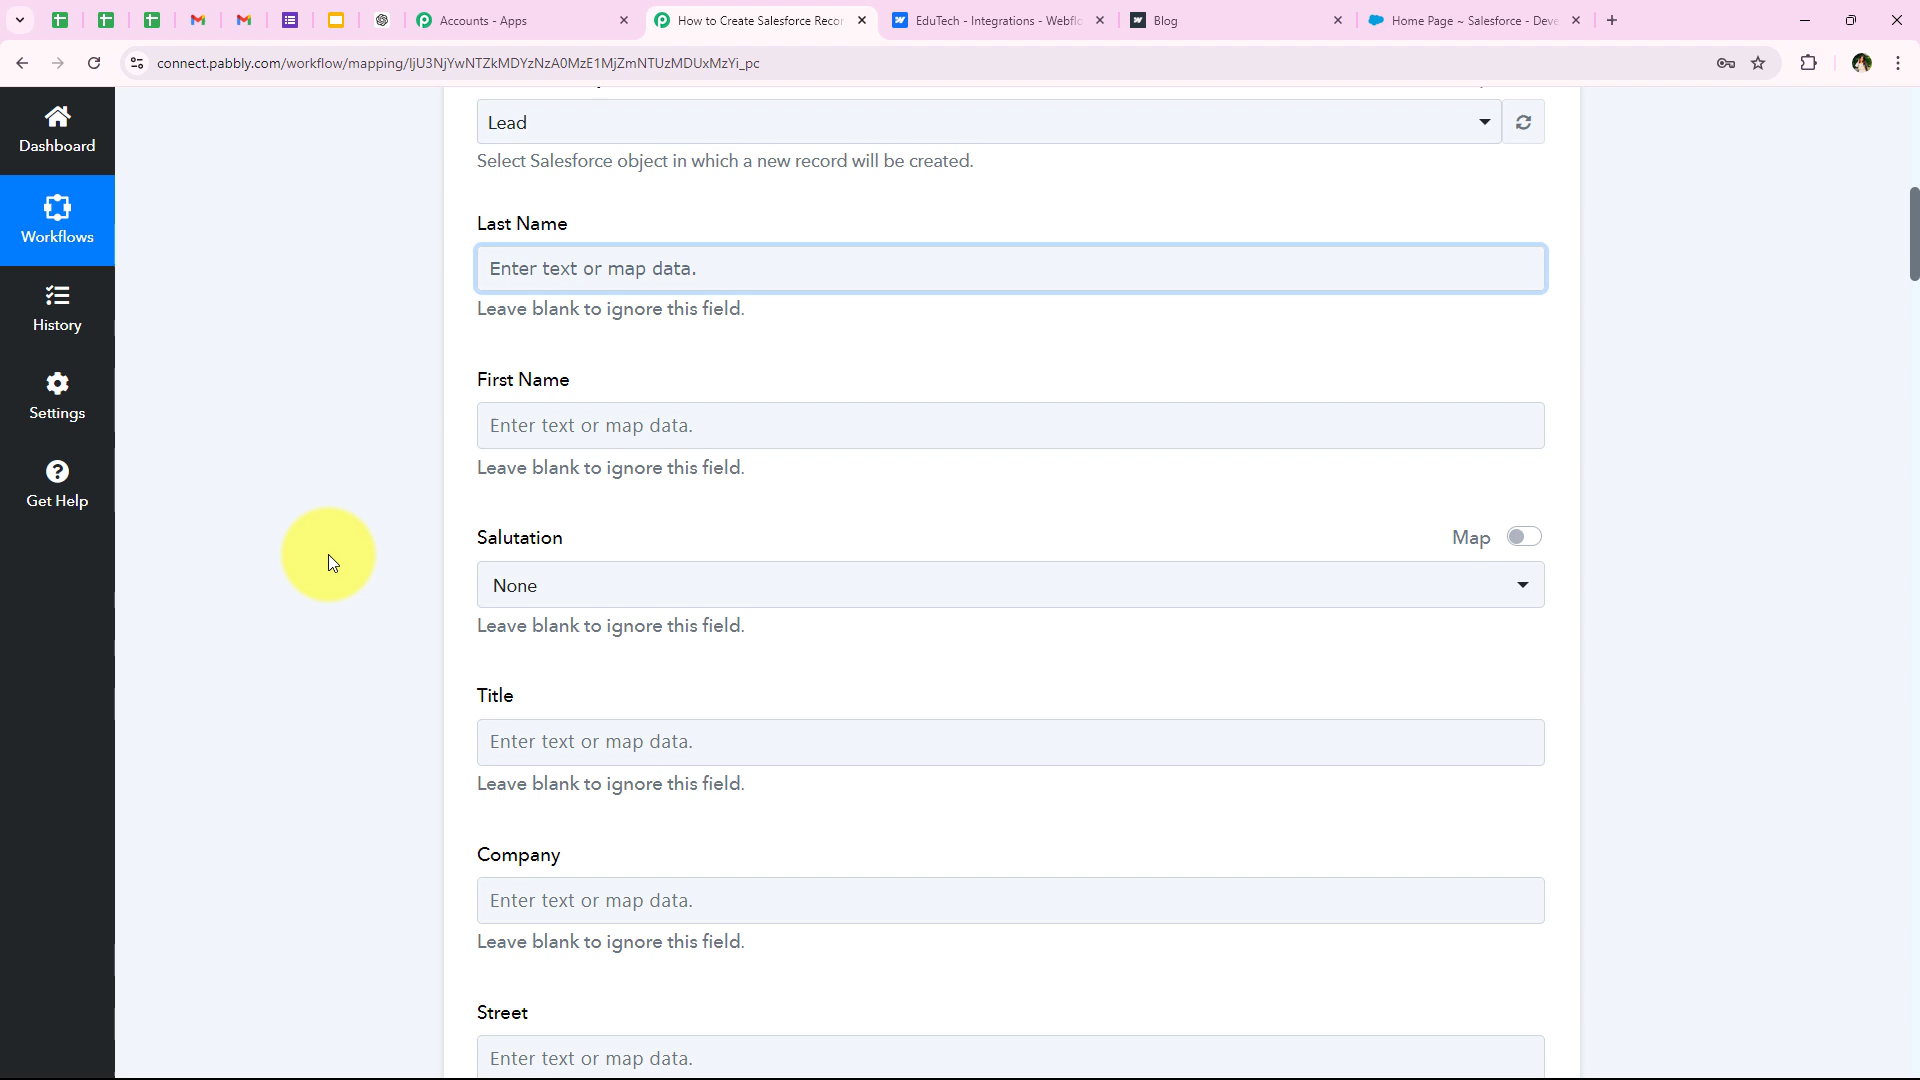 Accounts - Apps
How to Create Salesforce Recor
EduTech - Integrations - Webflo
Blog
Home Page ~ Salesforce - Deve
connect.pabbly.com/workflow/mapping/IjU3NjYwNTZkMDYzNzA0MzE1MjZmNTUzMDUxMzYi_pc
Dashboard
Workflows
History
Settings
Get Help
Lead
Select Salesforce object in which a new record will be created.
Last Name
Enter text or map data.
Leave blank to ignore this field.
First Name
Enter text or map data.
Leave blank to ignore this field.
Salutation
Map
None
Leave blank to ignore this field.
Title
Enter text or map data.
Leave blank to ignore this field.
Company
Enter text or map data.
Leave blank to ignore this field.
Street
Enter text or map data.